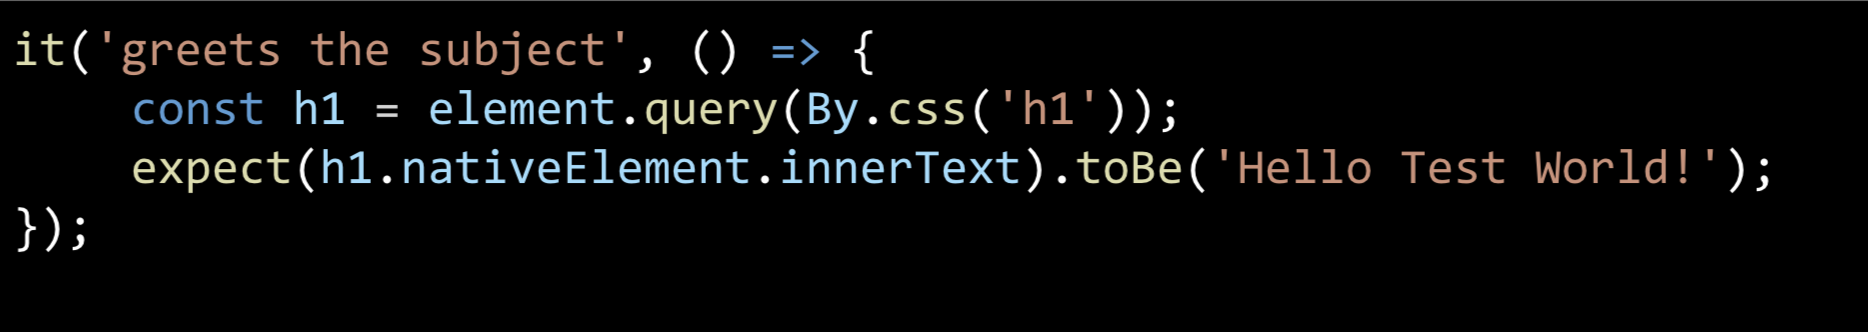 it('greets the subject', () => {
    const h1 = element.query(By.css('h1'));
    expect(h1.nativeElement.innerText).toBe('Hello Test World!');
});